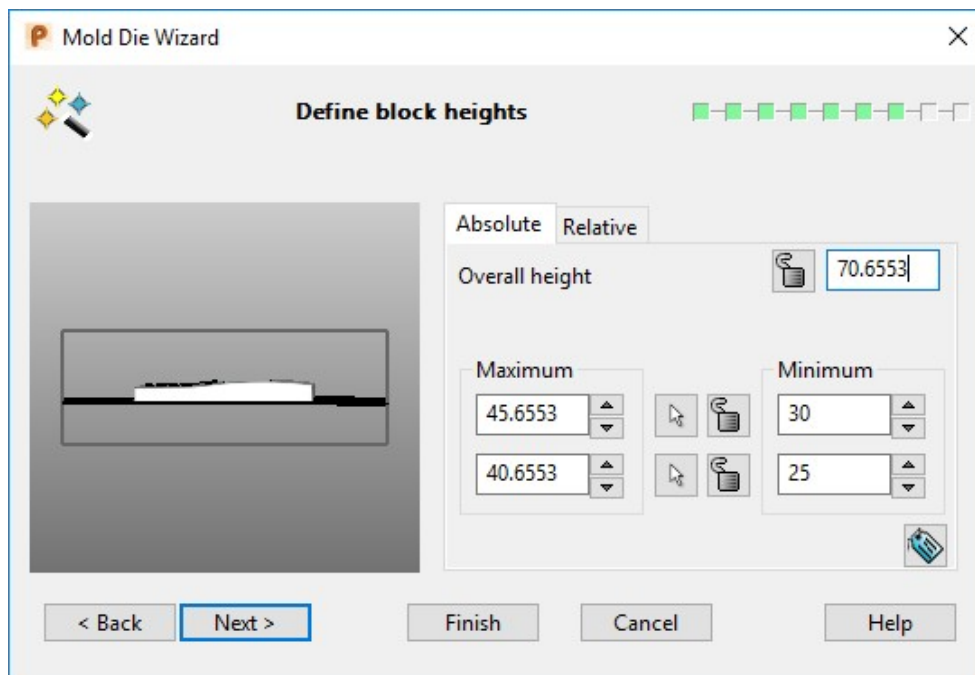 Mold Die Wizard
Define block heights
Absolute Relative
Overall height 70.6553
Maximum Minimum
45.6553 30
40.6553 25
< Back Next > Finish Cancel Help